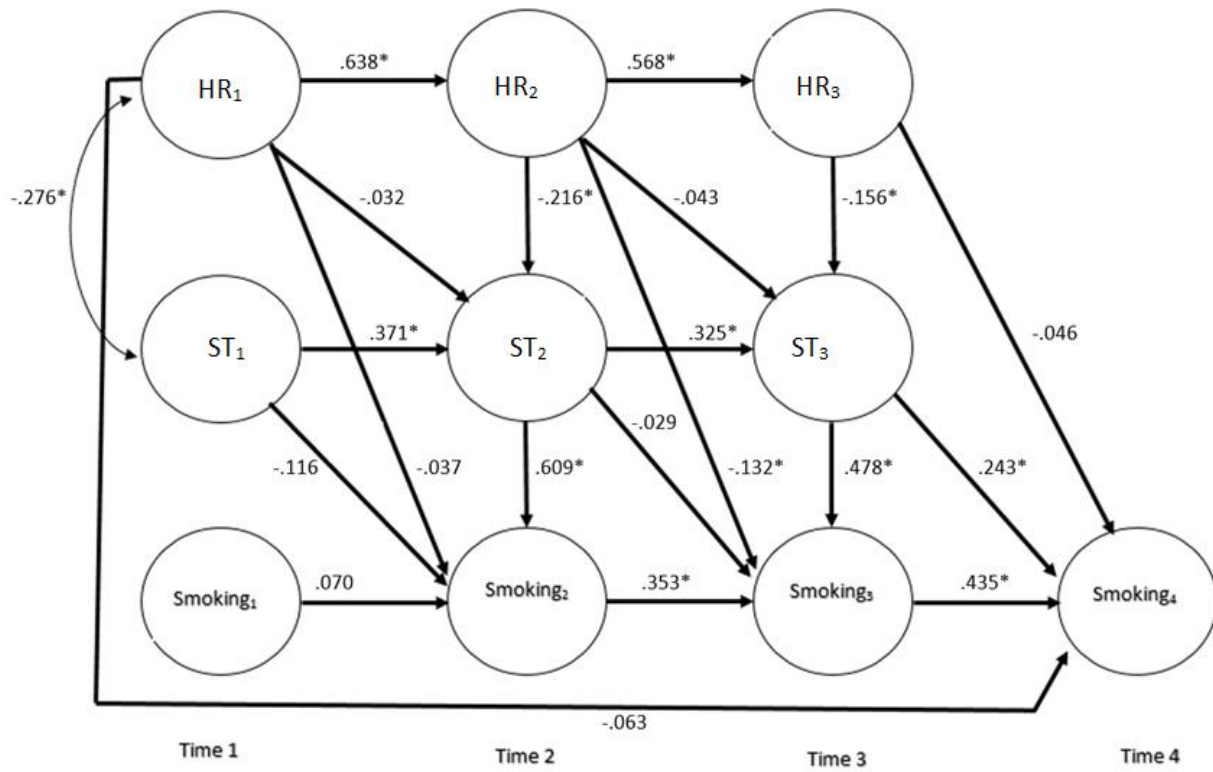 .638*
.568*
HR₁
HR₂
HR₃
-.276*
-.032
-.216*
-.043
-.156*
.371*
.325*
ST₁
ST₂
ST₃
-.046
-.029
-.116
-.037
.609*
-.132*
.478*
.243*
.070
.353*
.435*
Smoking₁
Smoking₂
Smoking₃
Smoking₄
-.063
Time 1
Time 2
Time 3
Time 4